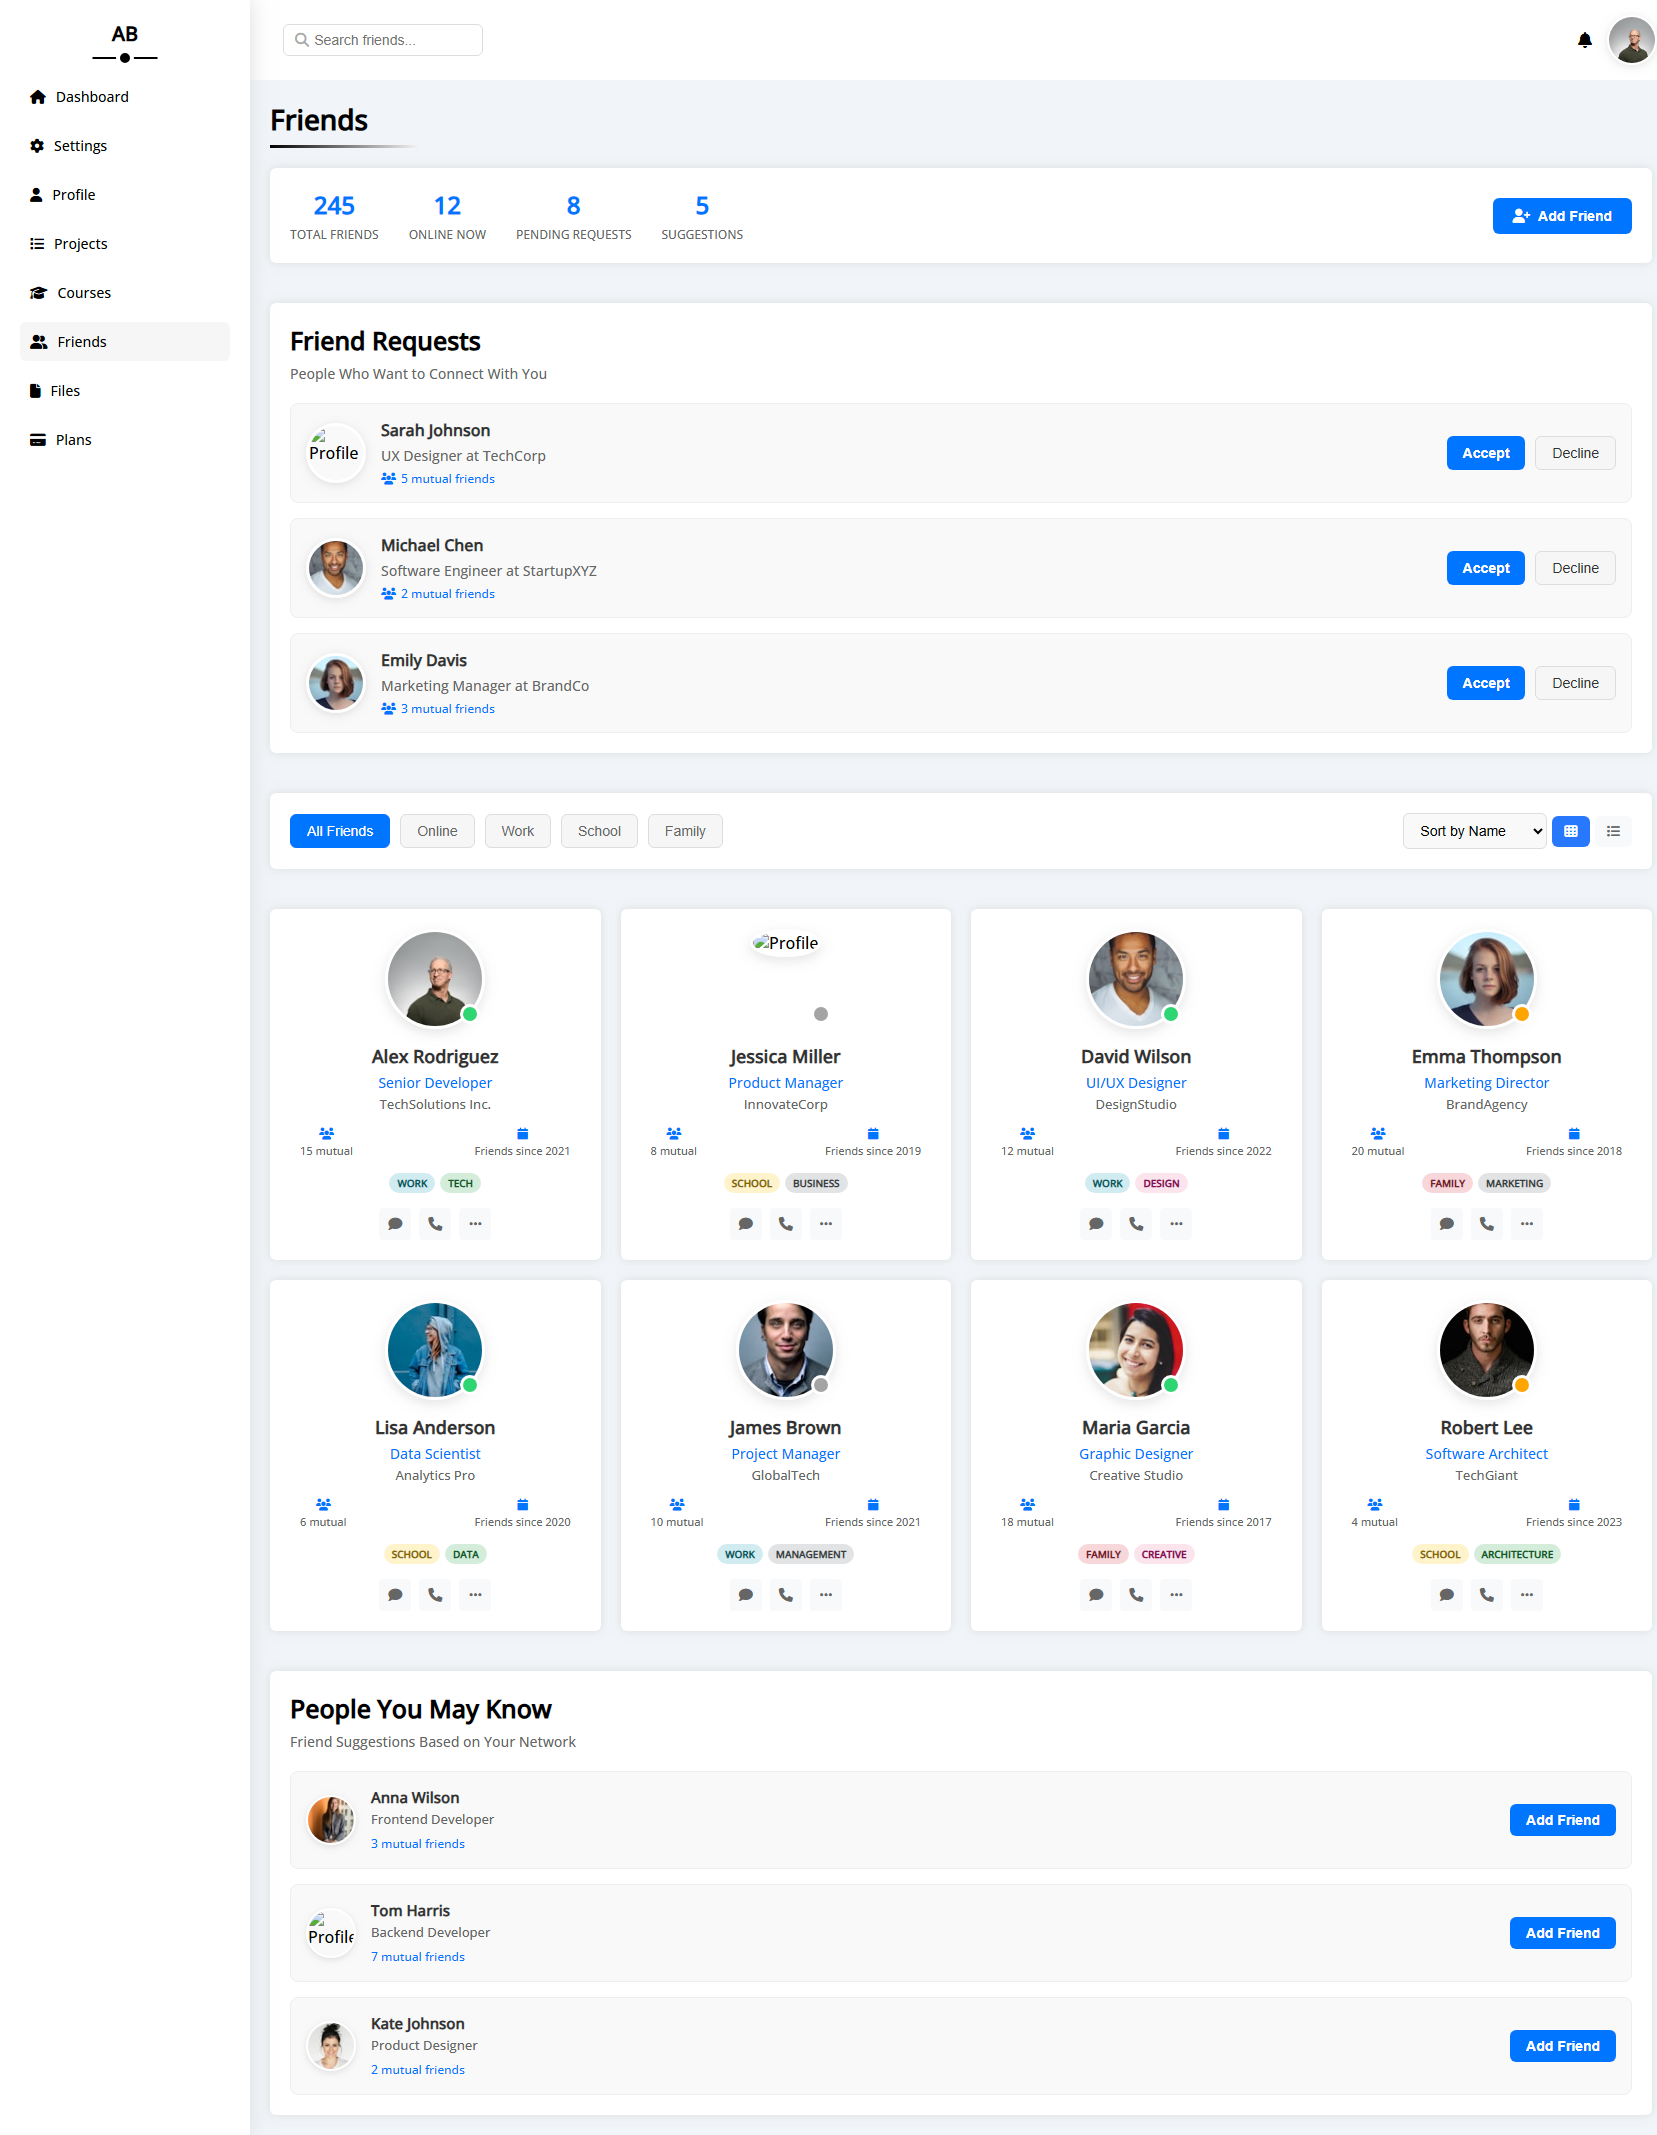 AB
Dashboard
Settings
Profile
Projects
Courses
Friends
Files
Plans
Search friends...
Friends
245
TOTAL FRIENDS
12
ONLINE NOW
8
PENDING REQUESTS
5
SUGGESTIONS
Add Friend
Friend Requests
People Who Want to Connect With You
Profile
Sarah Johnson
UX Designer at TechCorp
5 mutual friends
Accept
Decline
Michael Chen
Software Engineer at StartupXYZ
2 mutual friends
Accept
Decline
Emily Davis
Marketing Manager at BrandCo
3 mutual friends
Accept
Decline
All Friends
Online
Work
School
Family
Sort by Name
Alex Rodriguez
Senior Developer
TechSolutions Inc.
15 mutual
Friends since 2021
WORK
TECH
Profile
Jessica Miller
Product Manager
InnovateCorp
8 mutual
Friends since 2019
SCHOOL
BUSINESS
David Wilson
UI/UX Designer
DesignStudio
12 mutual
Friends since 2022
WORK
DESIGN
Emma Thompson
Marketing Director
BrandAgency
20 mutual
Friends since 2018
FAMILY
MARKETING
Lisa Anderson
Data Scientist
Analytics Pro
6 mutual
Friends since 2020
SCHOOL
DATA
James Brown
Project Manager
GlobalTech
10 mutual
Friends since 2021
WORK
MANAGEMENT
Maria Garcia
Graphic Designer
Creative Studio
18 mutual
Friends since 2017
FAMILY
CREATIVE
Robert Lee
Software Architect
TechGiant
4 mutual
Friends since 2023
SCHOOL
ARCHITECTURE
People You May Know
Friend Suggestions Based on Your Network
Anna Wilson
Frontend Developer
3 mutual friends
Add Friend
Profile
Tom Harris
Backend Developer
7 mutual friends
Add Friend
Kate Johnson
Product Designer
2 mutual friends
Add Friend